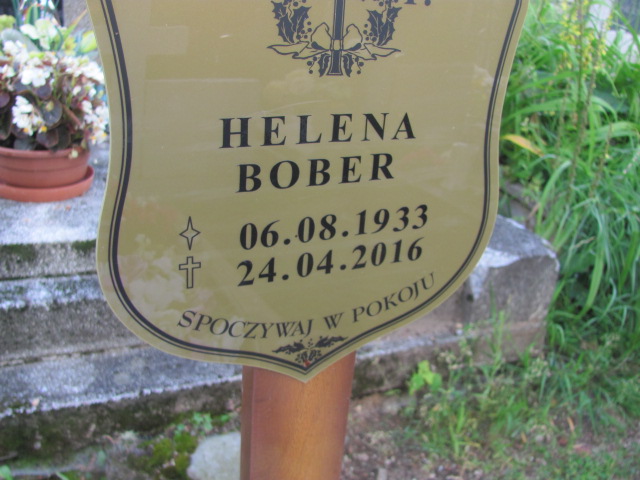 HELENA
BOBER
06.08.1933
24.04.2016
SPOCZYWAJ W POKOJU